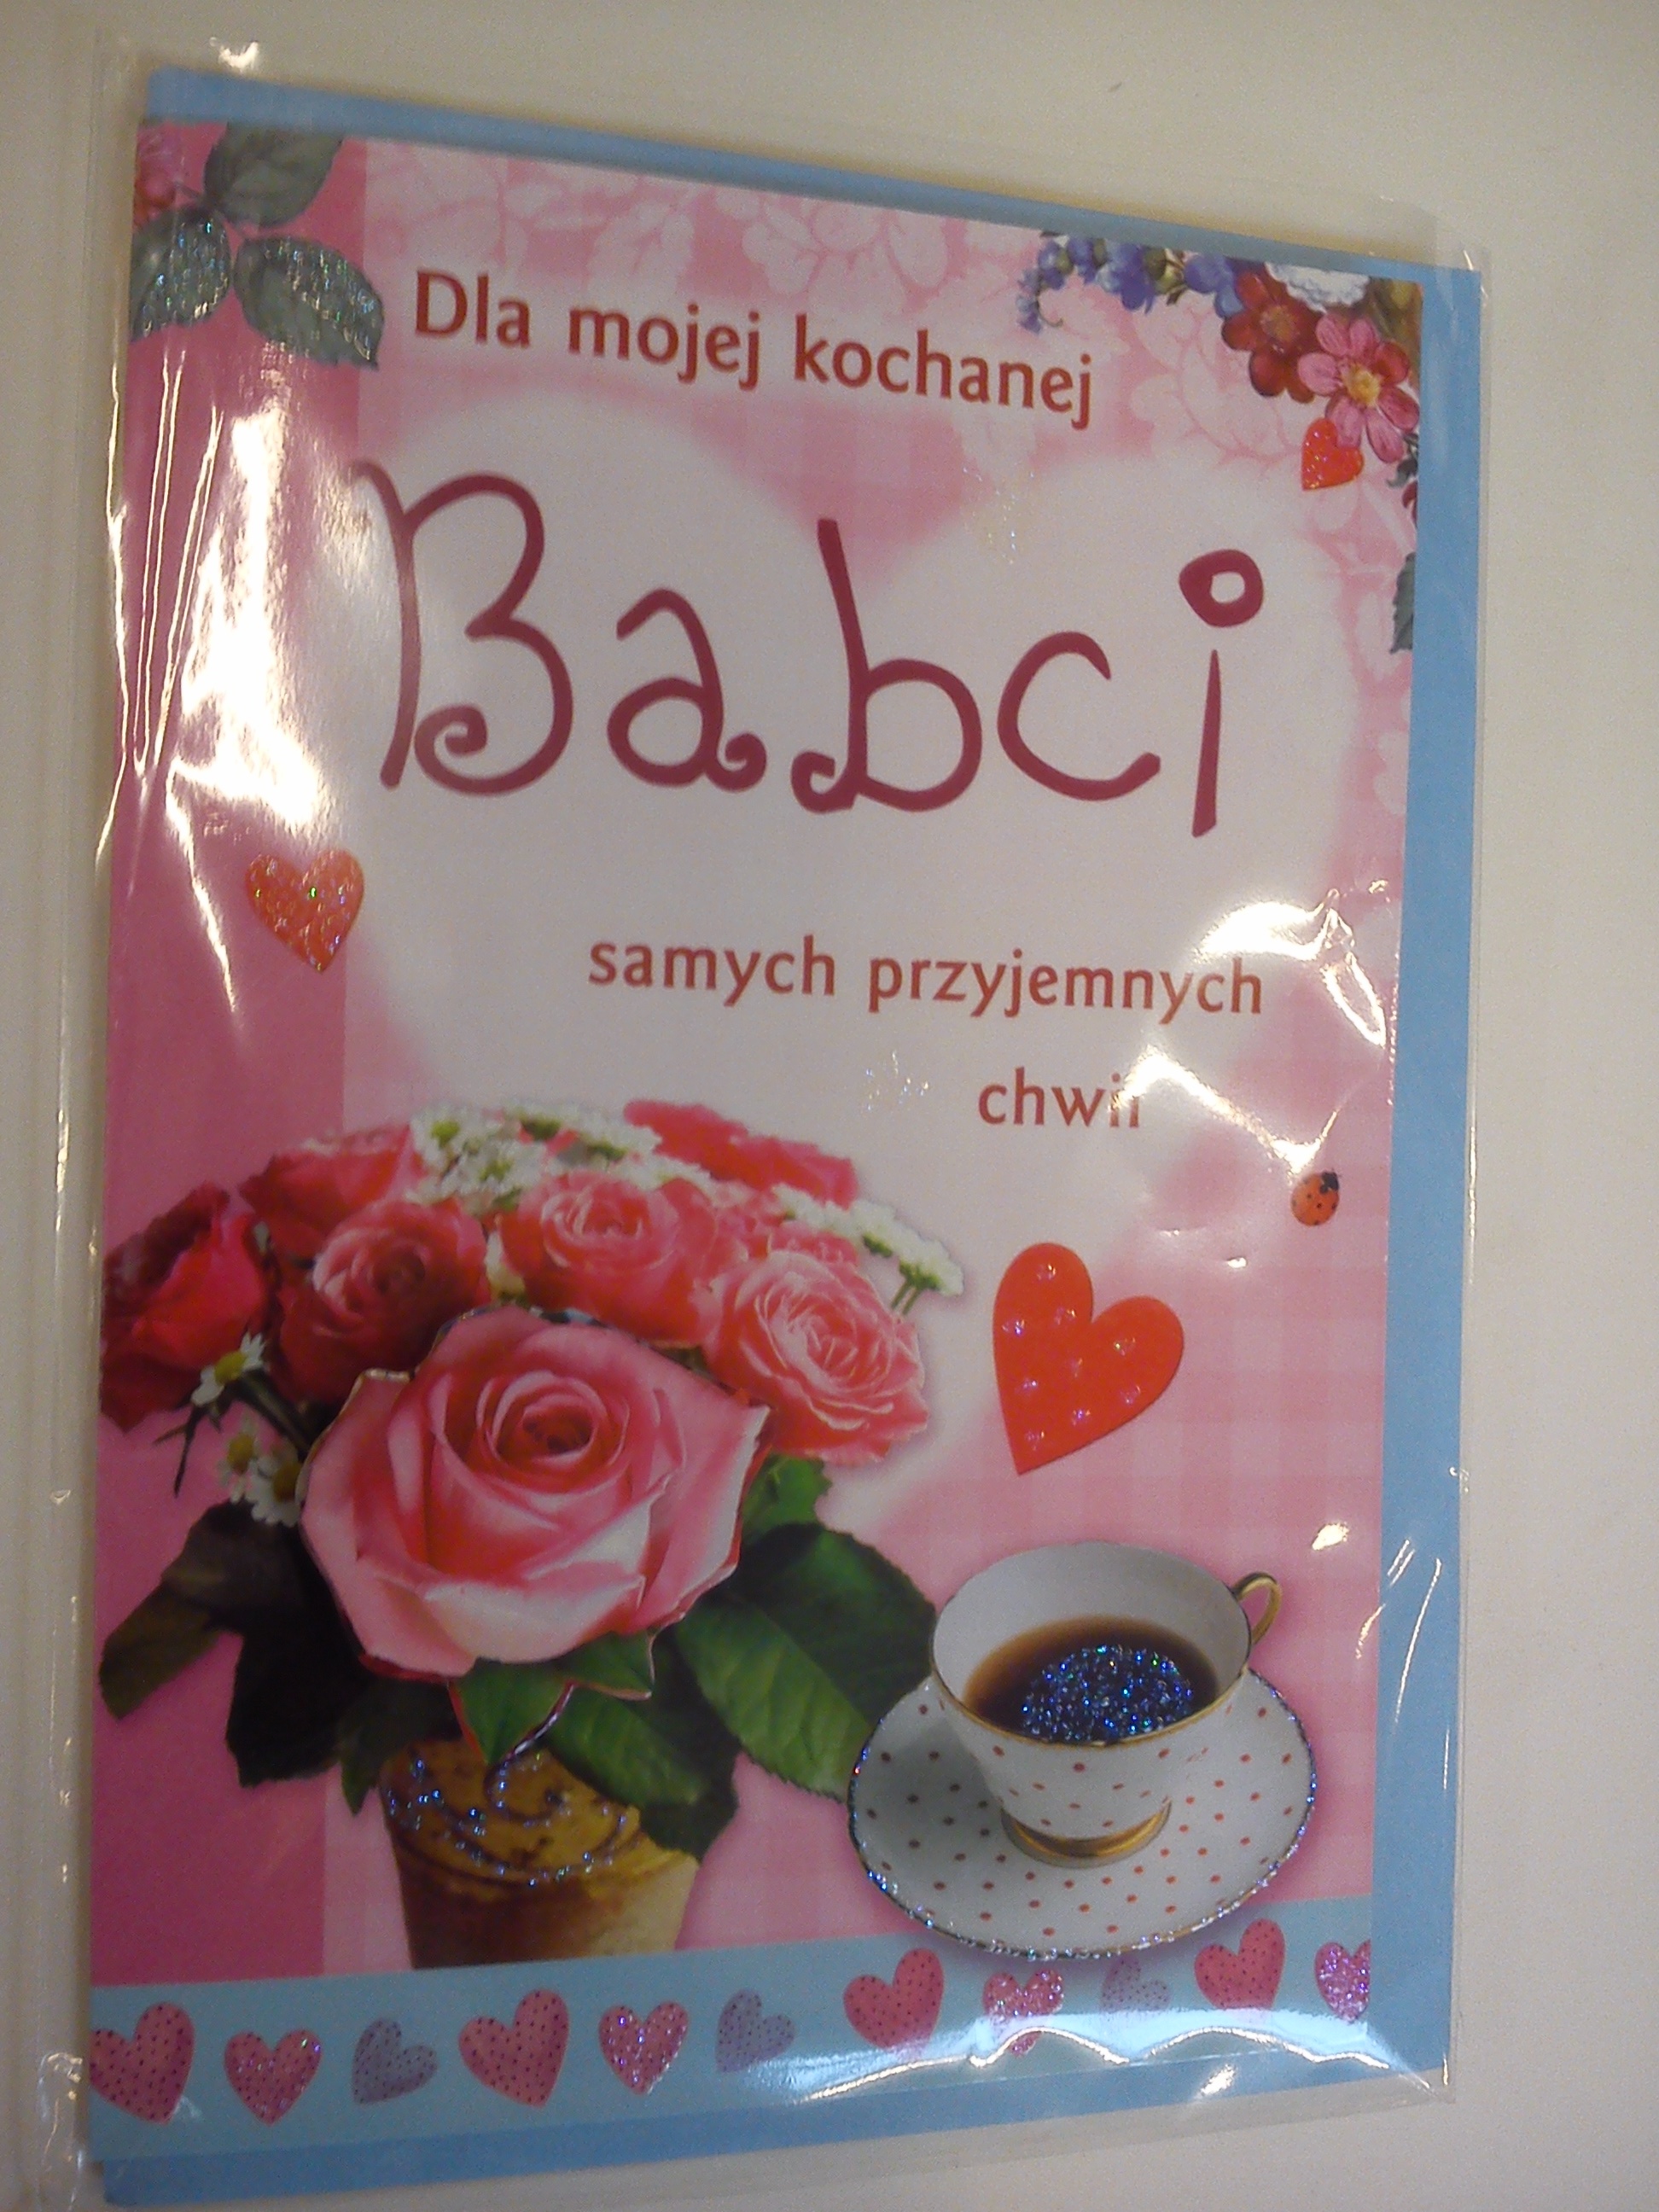 Dla mojej kochanej
Babci
samych przyjemnych
chwil